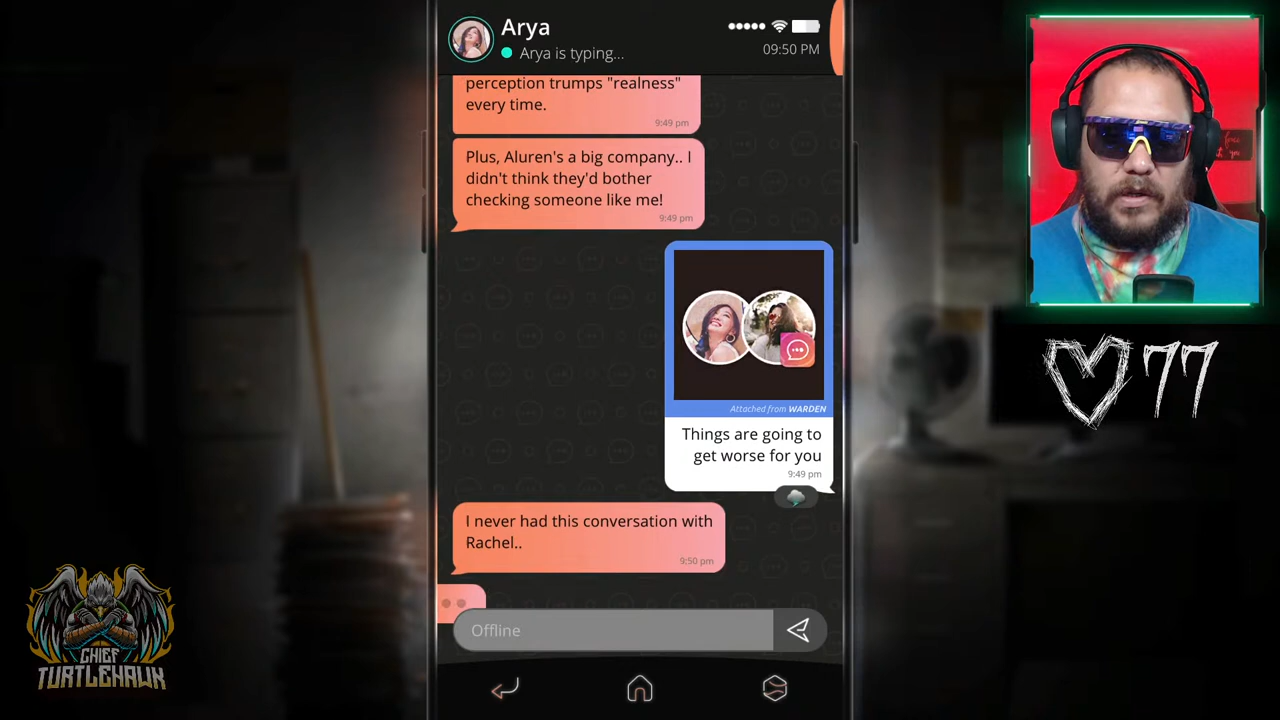 Arya
Arya is typing...
09:50 PM
perception trumps "realness"
every time.
9:49 pm
Plus, Aluren's a big company.. I
didn't think they'd bother
checking someone like me!
9:49 pm
Attached from WARDEN
Things are going to
get worse for you
9:49 pm
I never had this conversation with
Rachel..
9:50 pm
Offline
77
CHIEF
TURTLEHAWK